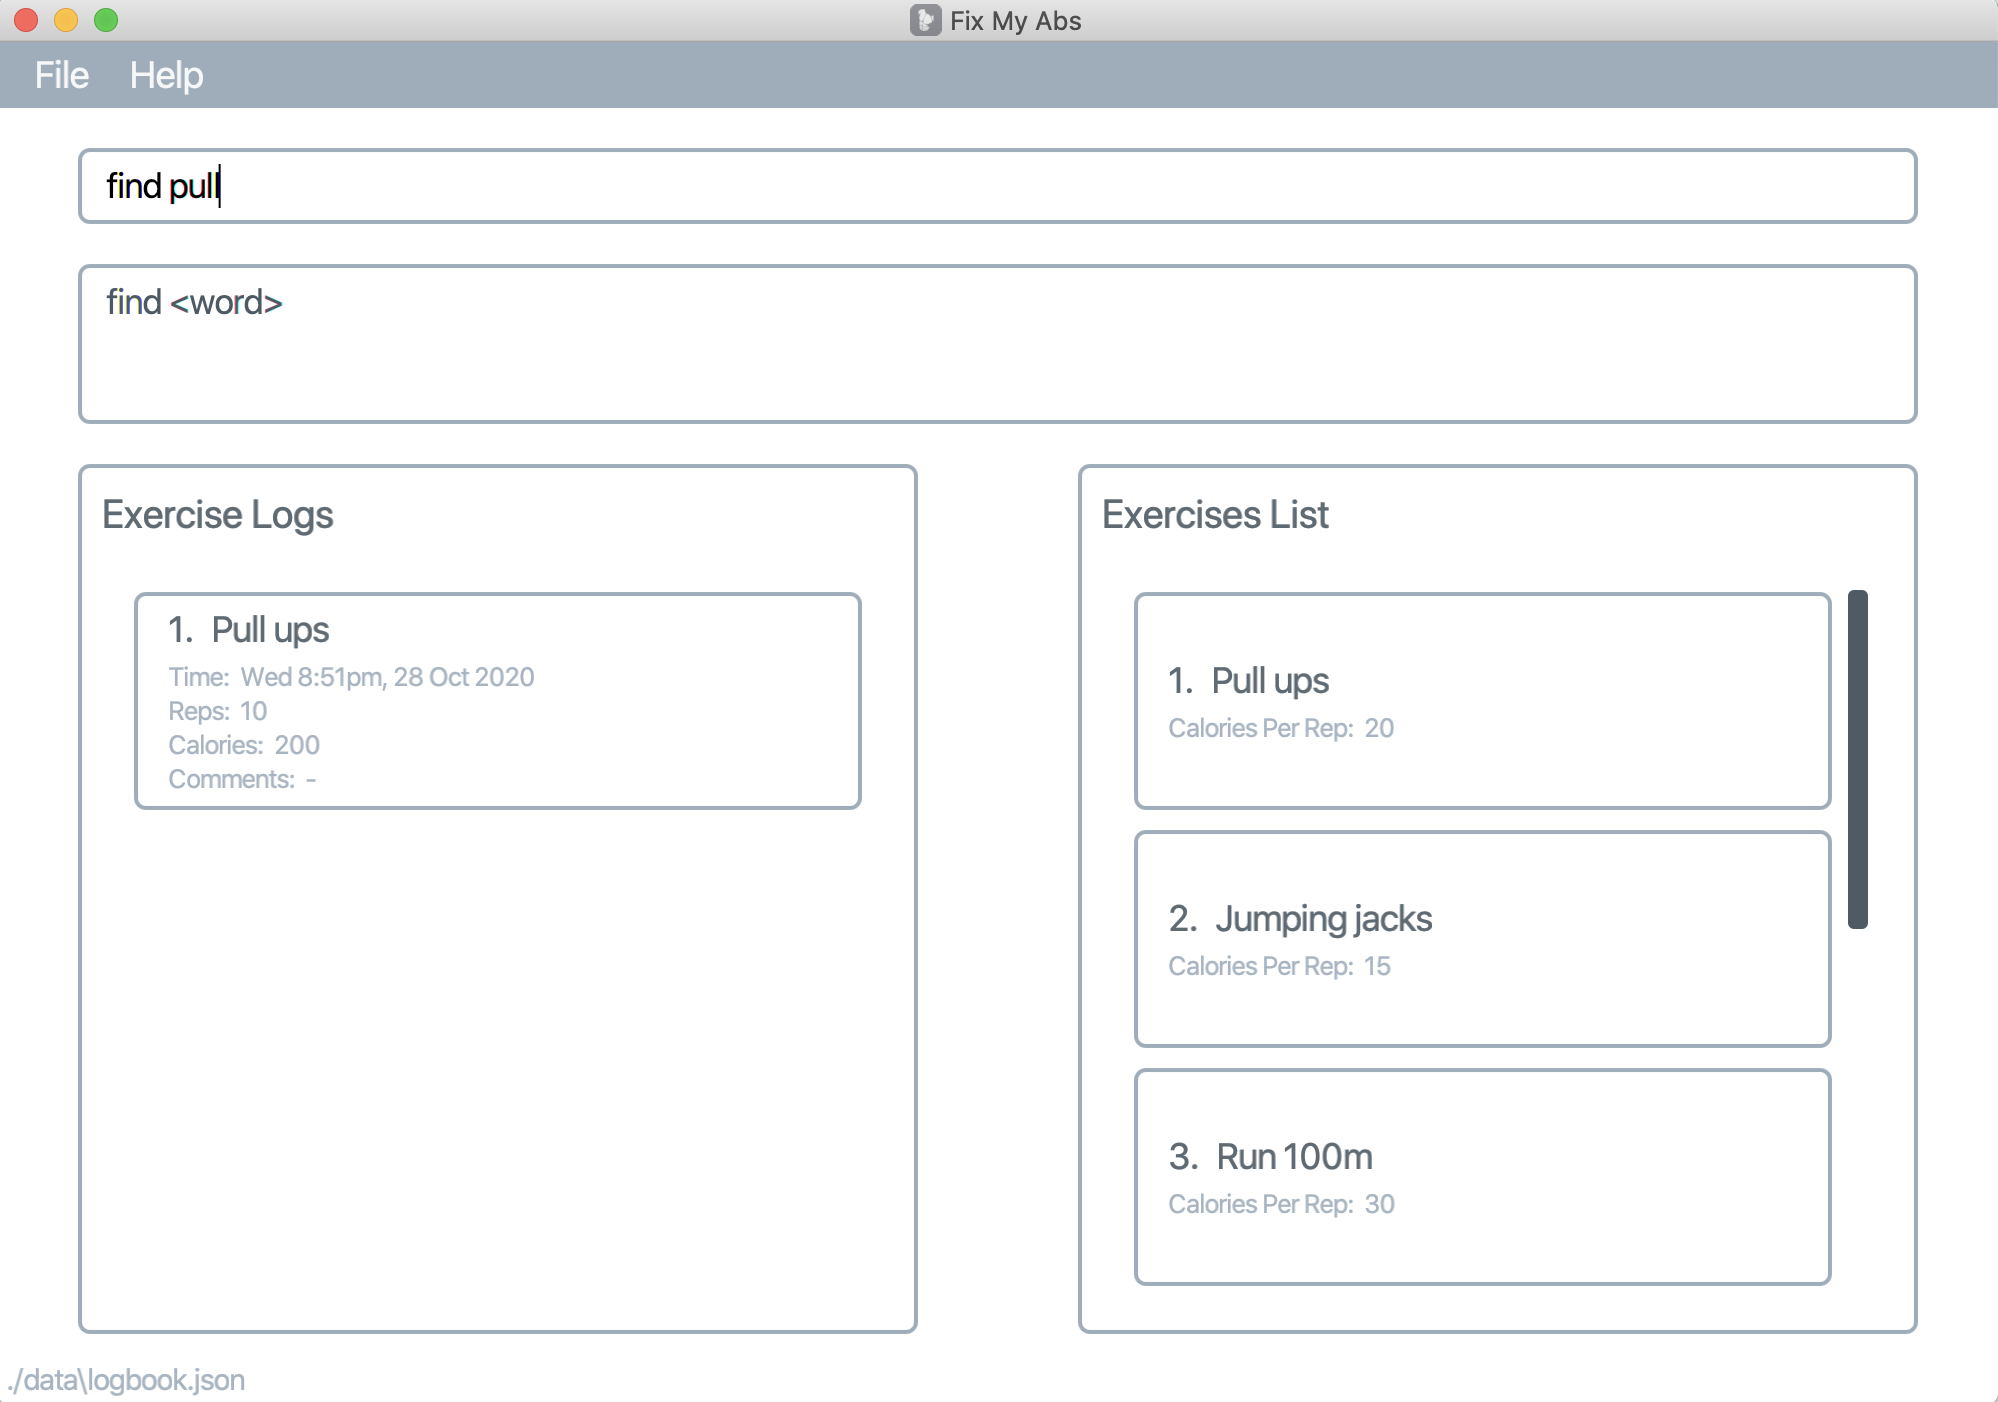 Fix My Abs
File Help
find pull
find <word>
Exercise Logs
1. Pull ups
Time: Wed 8:51pm, 28 Oct 2020
Reps: 10
Calories: 200
Comments: -
Exercises List
1. Pull ups
Calories Per Rep: 20
2. Jumping jacks
Calories Per Rep: 15
3. Run 100m
Calories Per Rep: 30
./data\logbook.json